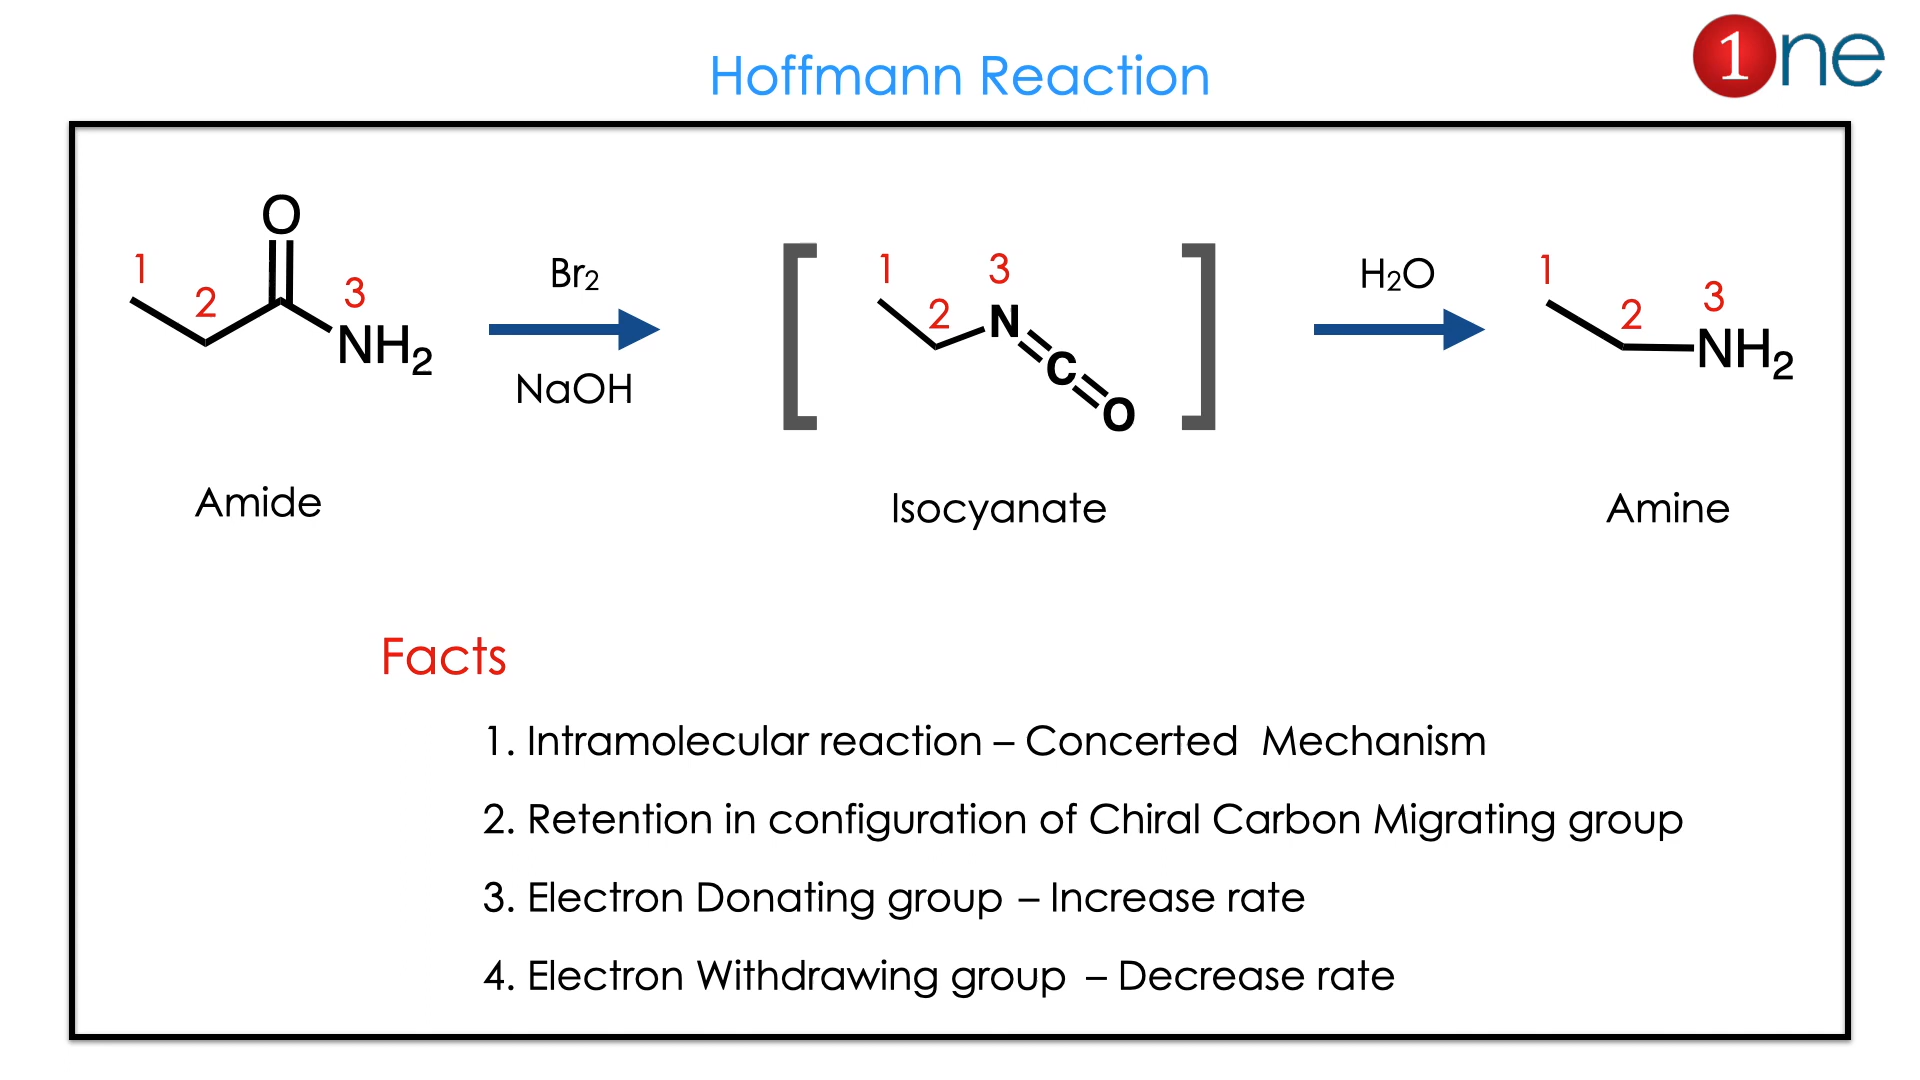 Hoffmann Reaction
1ne
O
1
2
3
NH2
Br2
NaOH
1
2
3
N
C
O
H2O
1
2
3
NH2
Amide
Isocyanate
Amine
Facts
1. Intramolecular reaction – Concerted Mechanism
2. Retention in configuration of Chiral Carbon Migrating group
3. Electron Donating group – Increase rate
4. Electron Withdrawing group – Decrease rate